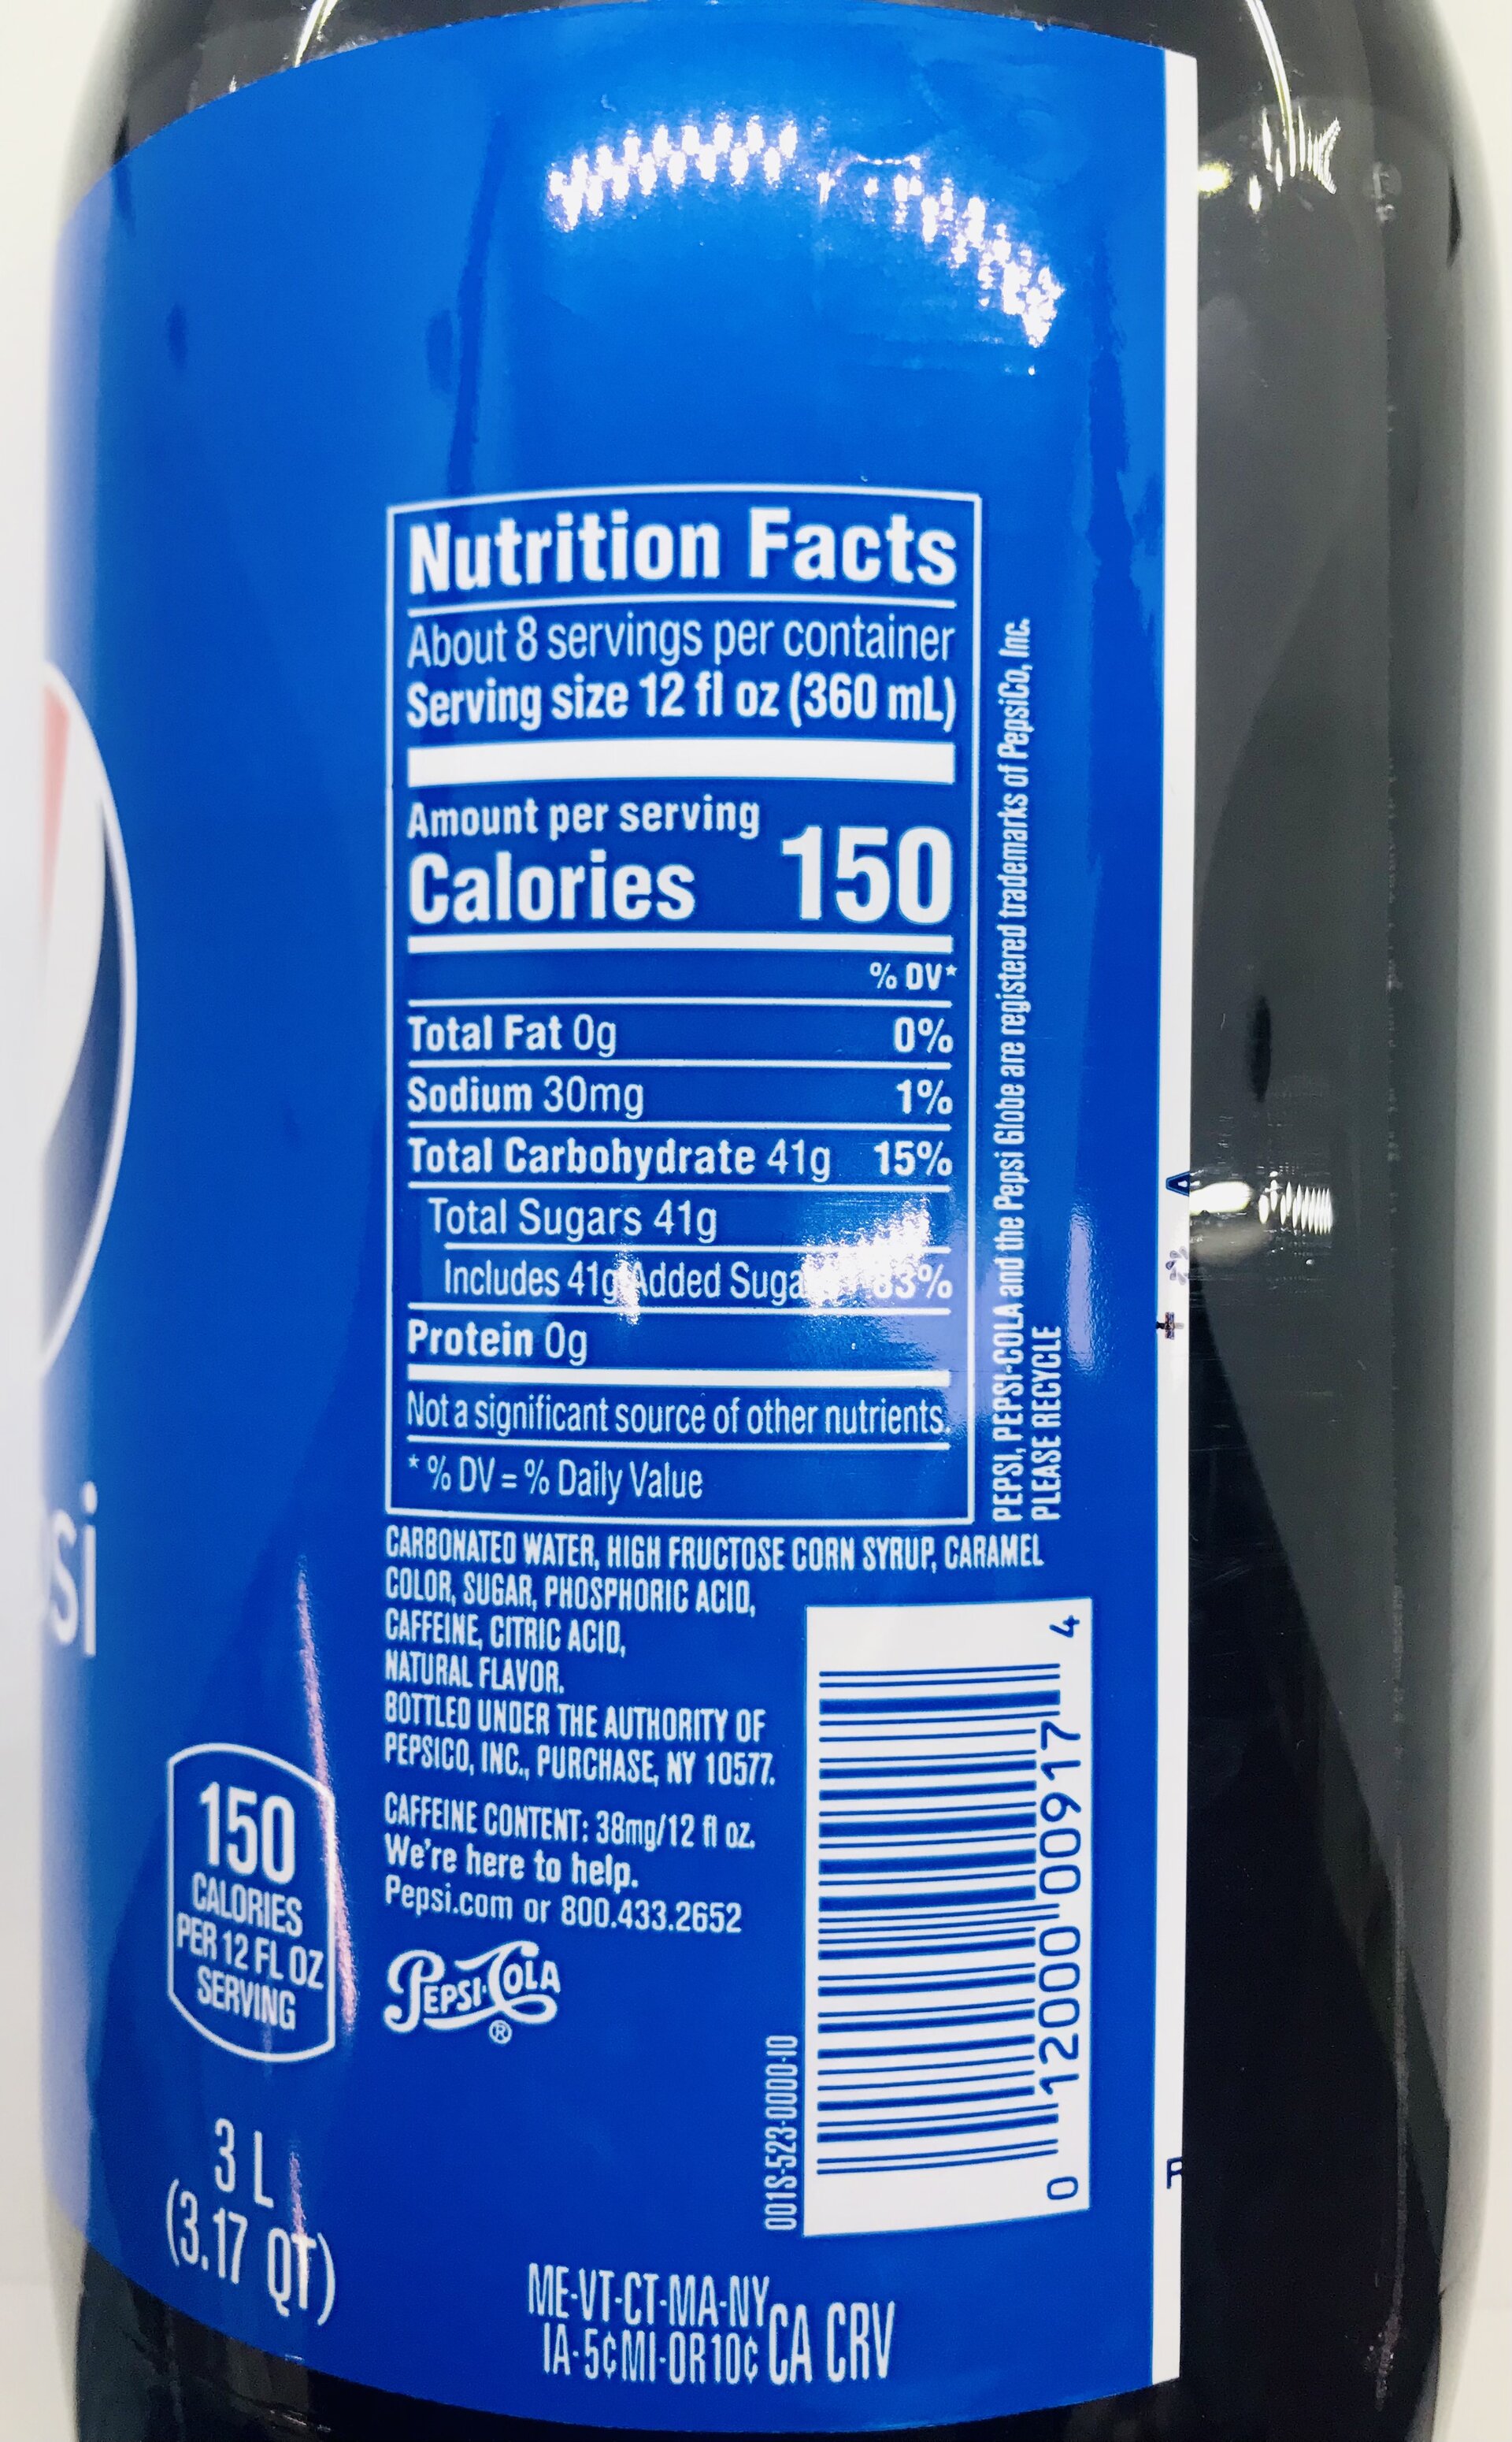 Nutrition Facts
About 8 servings per container
Serving size 12 fl oz (360 mL)
Amount per serving
Calories 150
% DV*
Total Fat 0g 0%
Sodium 30mg 1%
Total Carbohydrate 41g 15%
Total Sugars 41g
Includes 41g Added
Protein 0g
Not a significant source of other nutrients.
* % DV = % Daily Value
PEPSI, PEPSI-COLA and the Pepsi Globe are registered trademarks of PepsiCo, Inc.
PLEASE RECYCLE
CARBONATED WATER, HIGH FRUCTOSE CORN SYRUP, CARAMEL
COLOR, SUGAR, PHOSPHORIC ACID,
CAFFEINE, CITRIC ACID,
NATURAL FLAVOR.
BOTTLED UNDER THE AUTHORITY OF
PEPSICO, INC., PURCHASE, NY 10577.
CAFFEINE CONTENT: 38mg/12 fl oz.
We're here to help.
Pepsi.com or 800.433.2652
PEPSI-COLA
®
0 12000 00917 4
001S-523-0000-10
150
CALORIES
PER 12 FL OZ
SERVING
3 L
(3.17 QT)
ME-VT-CT-MA-NY
IA-5¢MI-OR10¢ CA CRV